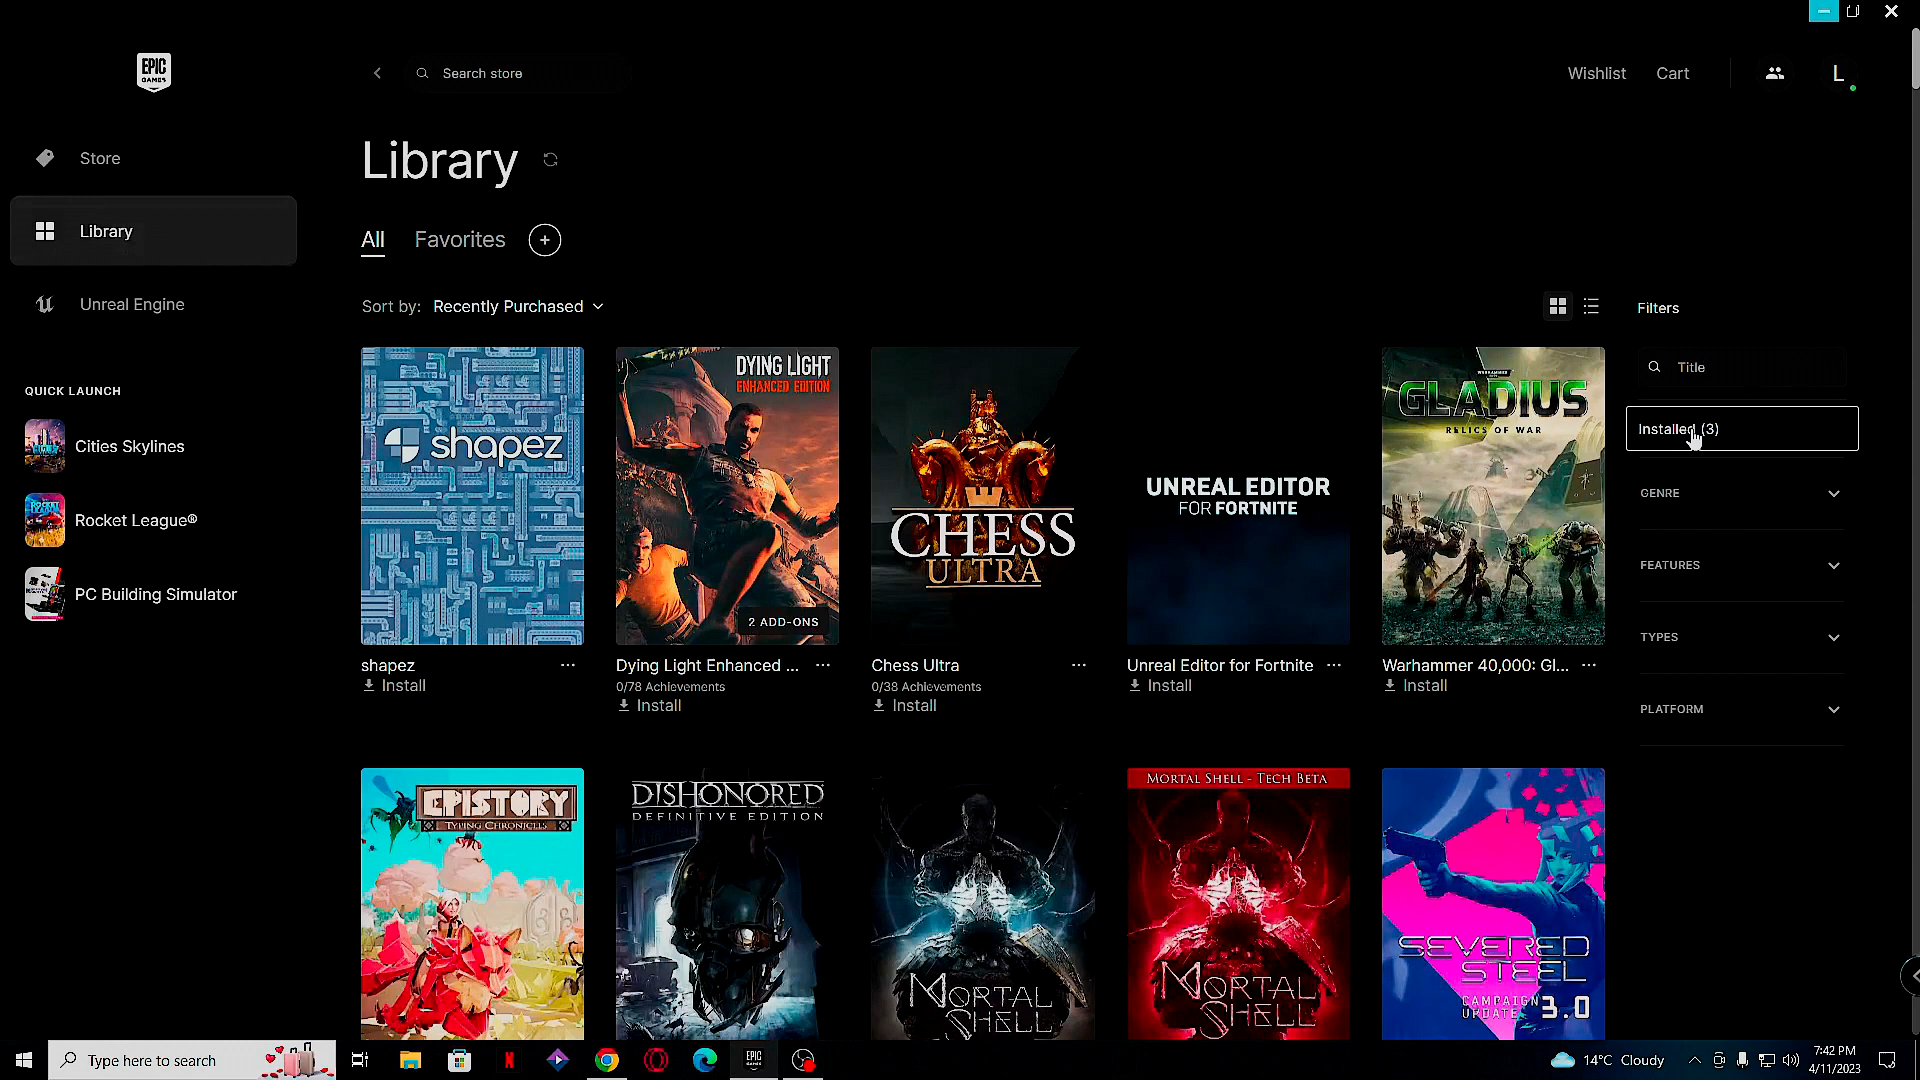 EPIC
GAMES
Search store
Wishlist
Cart
L
Store
Library
Unreal Engine
QUICK LAUNCH
Cities Skylines
Rocket League®
PC Building Simulator
Library
All
Favorites
+
Sort by: Recently Purchased
Filters
Title
Installed (3)
GENRE
FEATURES
TYPES
PLATFORM
shapez
DYING LIGHT
ENHANCED EDITION
2 ADD-ONS
CHESS
ULTRA
UNREAL EDITOR
FOR FORTNITE
WARHAMMER
40,000
GLADIUS
RELICS OF WAR
shapez ...
Install
Dying Light Enhanced ... ...
0/78 Achievements
Install
Chess Ultra ...
0/38 Achievements
Install
Unreal Editor for Fortnite ...
Install
Warhammer 40,000: Gl... ...
Install
EPISTORY
TYPING CHRONICLES
DISHONORED
DEFINITIVE EDITION
MORTAL
SHELL
MORTAL SHELL - TECH BETA
MORTAL
SHELL
SEVERED
STEEL
CAMPAIGN
UPDATE 3.0
Type here to search
EPIC
GAMES
14°C Cloudy
7:42 PM
4/11/2023